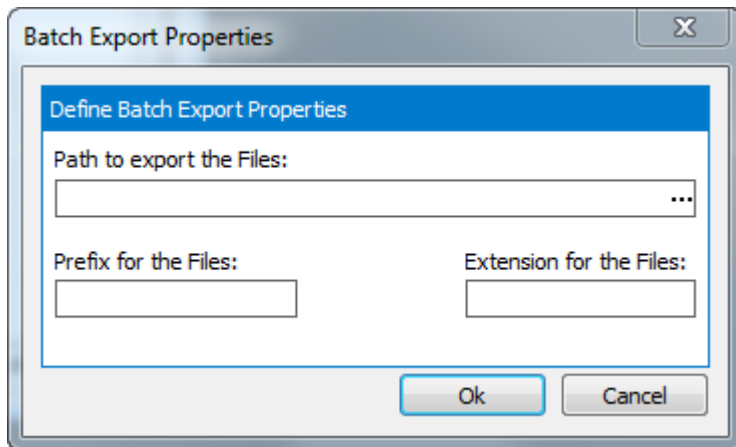 Batch Export Properties
Define Batch Export Properties
Path to export the Files:
...
Prefix for the Files: Extension for the Files:
Ok Cancel